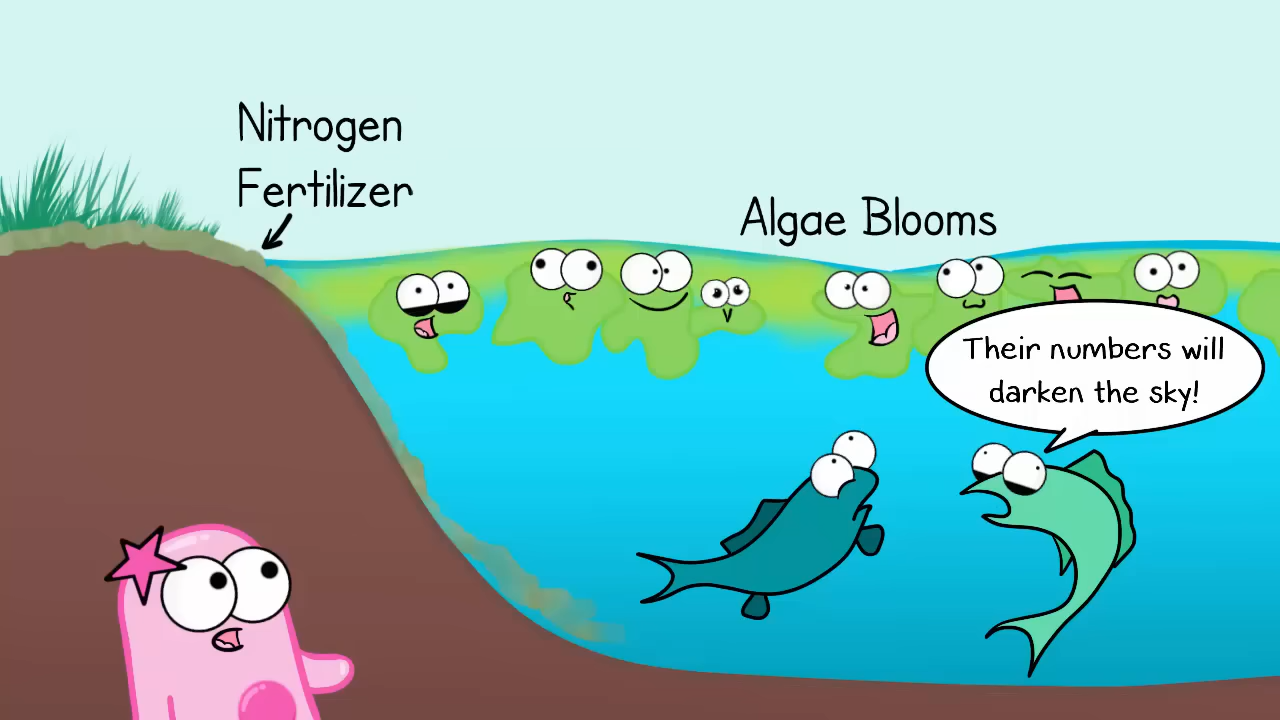 Nitrogen
Fertilizer
Algae Blooms
Their numbers will
darken the sky!